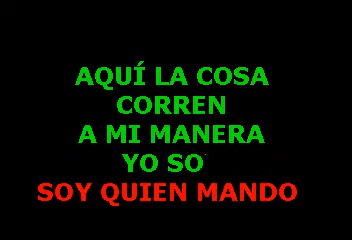 AQUÍ LA COSA
CORREN
A MI MANERA
YO SO
SOY QUIEN MANDO